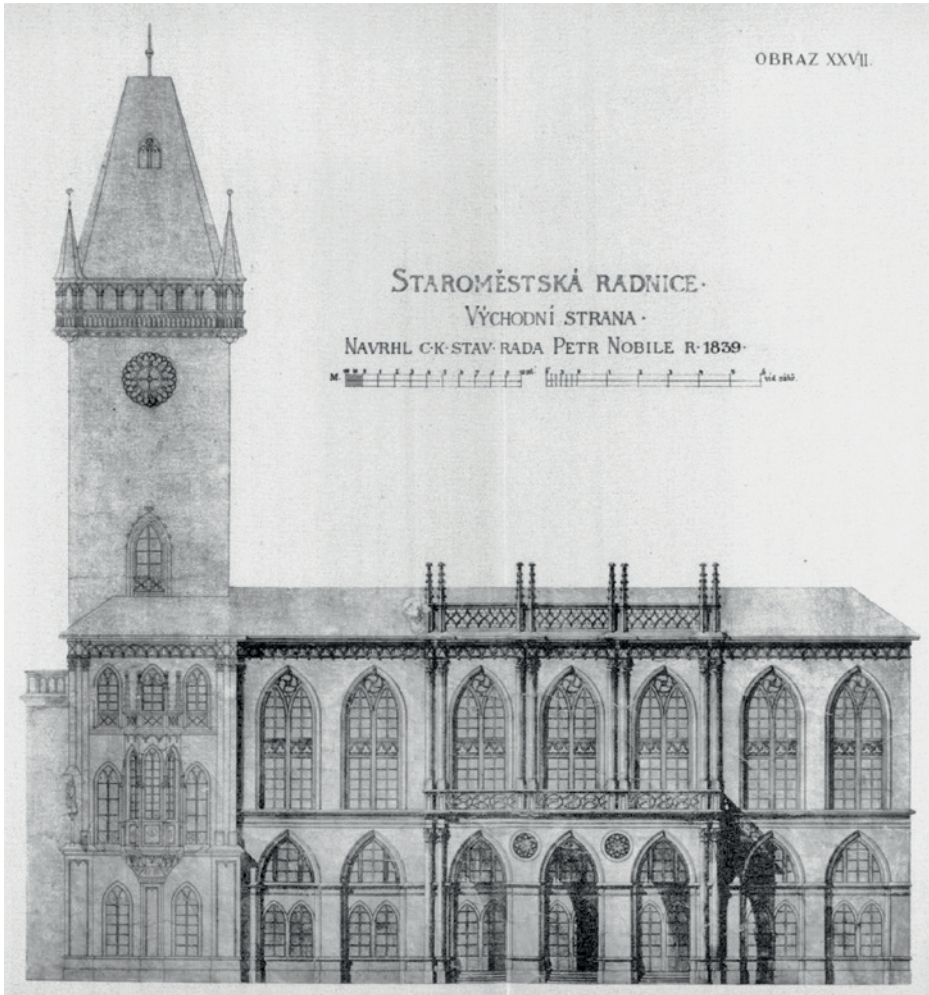 OBRAZ XXVII.
STAROMĚSTSKÁ RADNICE·
VÝCHODNÍ STRANA·
NAVRHL C·K·STAV·RADA PETR NOBILE R·1839·
M.